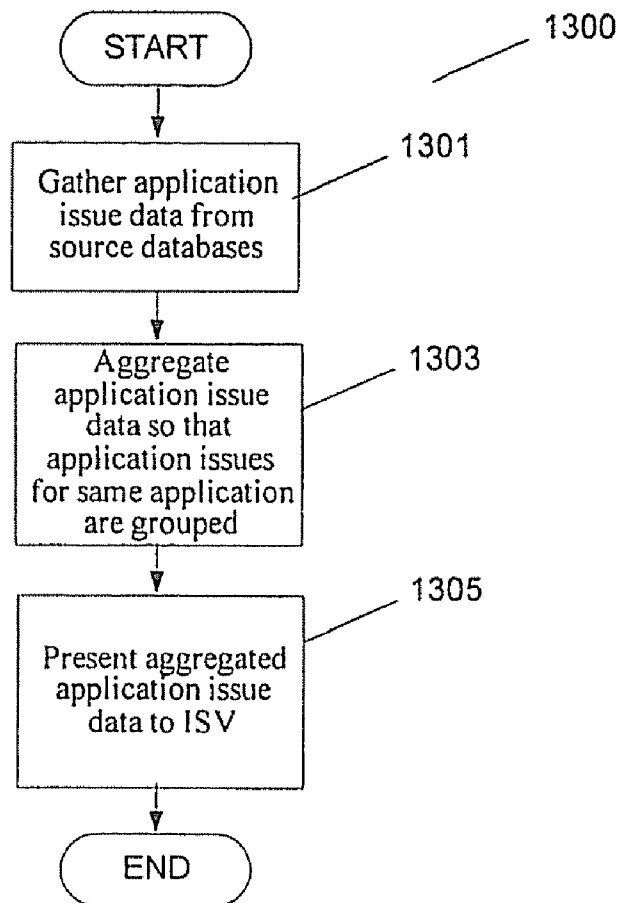 START
1300
1301
Gather application
issue data from
source databases
1303
Aggregate
application issue
data so that
application issues
for same application
are grouped
1305
Present aggregated
application issue
data to ISV
END